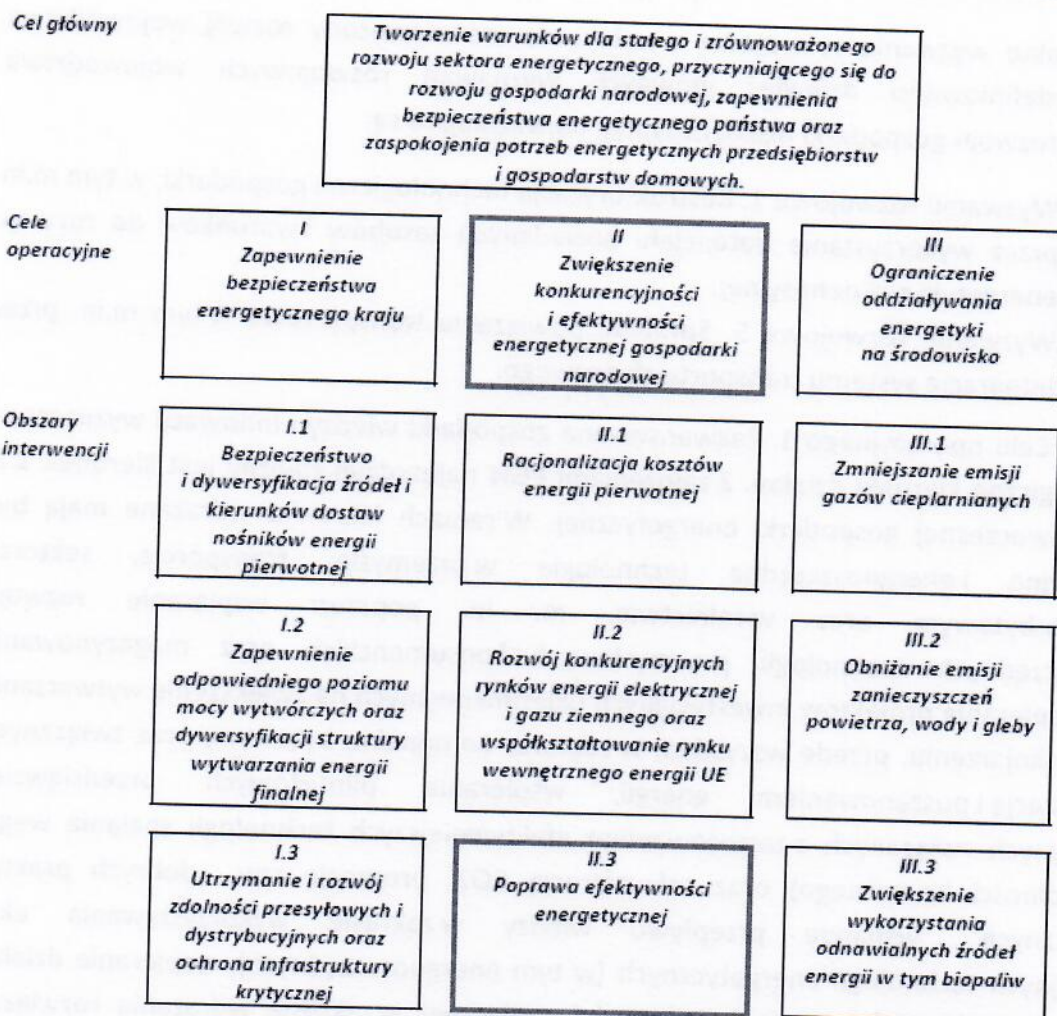 Cel główny
Tworzenie warunków dla stałego i zrównoważonego
rozwoju sektora energetycznego, przyczyniającego się do
rozwoju gospodarki narodowej, zapewnienia
bezpieczeństwa energetycznego państwa oraz
zaspokojenia potrzeb energetycznych przedsiębiorstw
i gospodarstw domowych.
Cele
operacyjne
I
Zapewnienie
bezpieczeństwa
energetycznego kraju
II
Zwiększenie
konkurencyjności
i efektywności
energetycznej gospodarki
narodowej
III
Ograniczenie
oddziaływania
energetyki
na środowisko
Obszary
interwencji
I.1
Bezpieczeństwo
i dywersyfikacja źródeł i
kierunków dostaw
nośników energii
pierwotnej
II.1
Racjonalizacja kosztów
energii pierwotnej
III.1
Zmniejszanie emisji
gazów cieplarnianych
I.2
Zapewnienie
odpowiedniego poziomu
mocy wytwórczych oraz
dywersyfikacji struktury
wytwarzania energii
finalnej
II.2
Rozwój konkurencyjnych
rynków energii elektrycznej
i gazu ziemnego oraz
współkształtowanie rynku
wewnętrznego energii UE
III.2
Obniżenie emisji
zanieczyszczeń
powietrza, wody i gleby
I.3
Utrzymanie i rozwój
zdolności przesyłowych i
dystrybucyjnych oraz
ochrona infrastruktury
krytycznej
II.3
Poprawa efektywności
energetycznej
III.3
Zwiększenie
wykorzystania
odnawialnych źródeł
energii w tym biopaliw